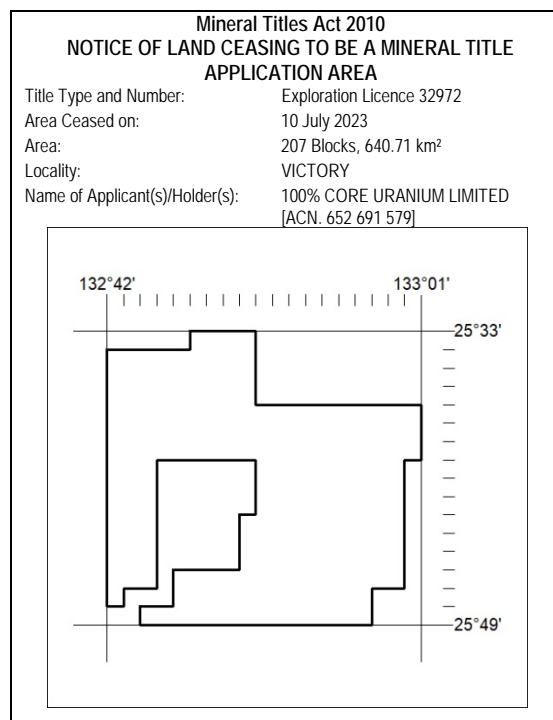 Mineral Titles Act 2010
NOTICE OF LAND CEASING TO BE A MINERAL TITLE
APPLICATION AREA
Title Type and Number: Exploration Licence 32972
Area Ceased on: 10 July 2023
Area: 207 Blocks, 640.71 km²
Locality: VICTORY
Name of Applicant(s)/Holder(s): 100% CORE URANIUM LIMITED
[ACN. 652 691 579]
132°42' 133°01'
25°33'
25°49'